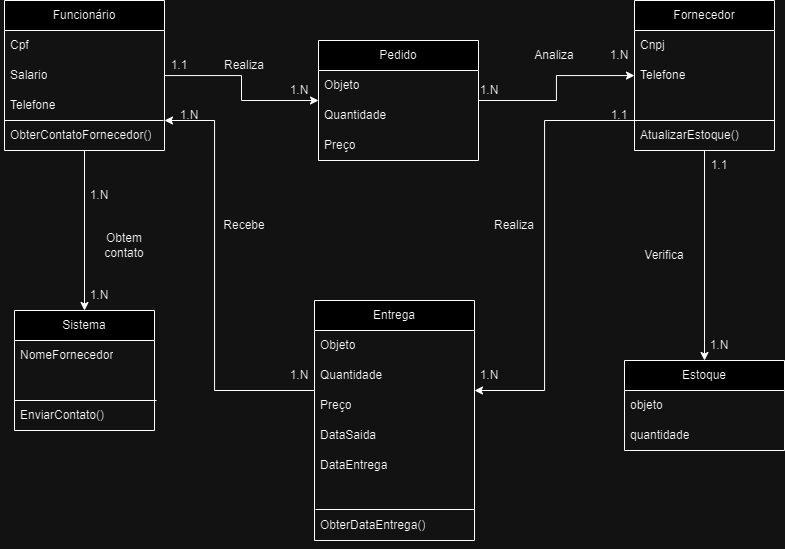 Funcionário
Cpf
Salario
Telefone
ObterContatoFornecedor()
1.1
Realiza
1.N
Pedido
Objeto
Quantidade
Preço
1.N
Analiza
1.N
Fornecedor
Cnpj
Telefone
AtualizarEstoque()
1.N
1.1
1.N
Obtem
contato
1.N
Recebe
Realiza
1.1
Verifica
1.N
Sistema
NomeFornecedor
EnviarContato()
1.N
Entrega
Objeto
Quantidade
Preço
DataSaida
DataEntrega
ObterDataEntrega()
1.N
Estoque
objeto
quantidade